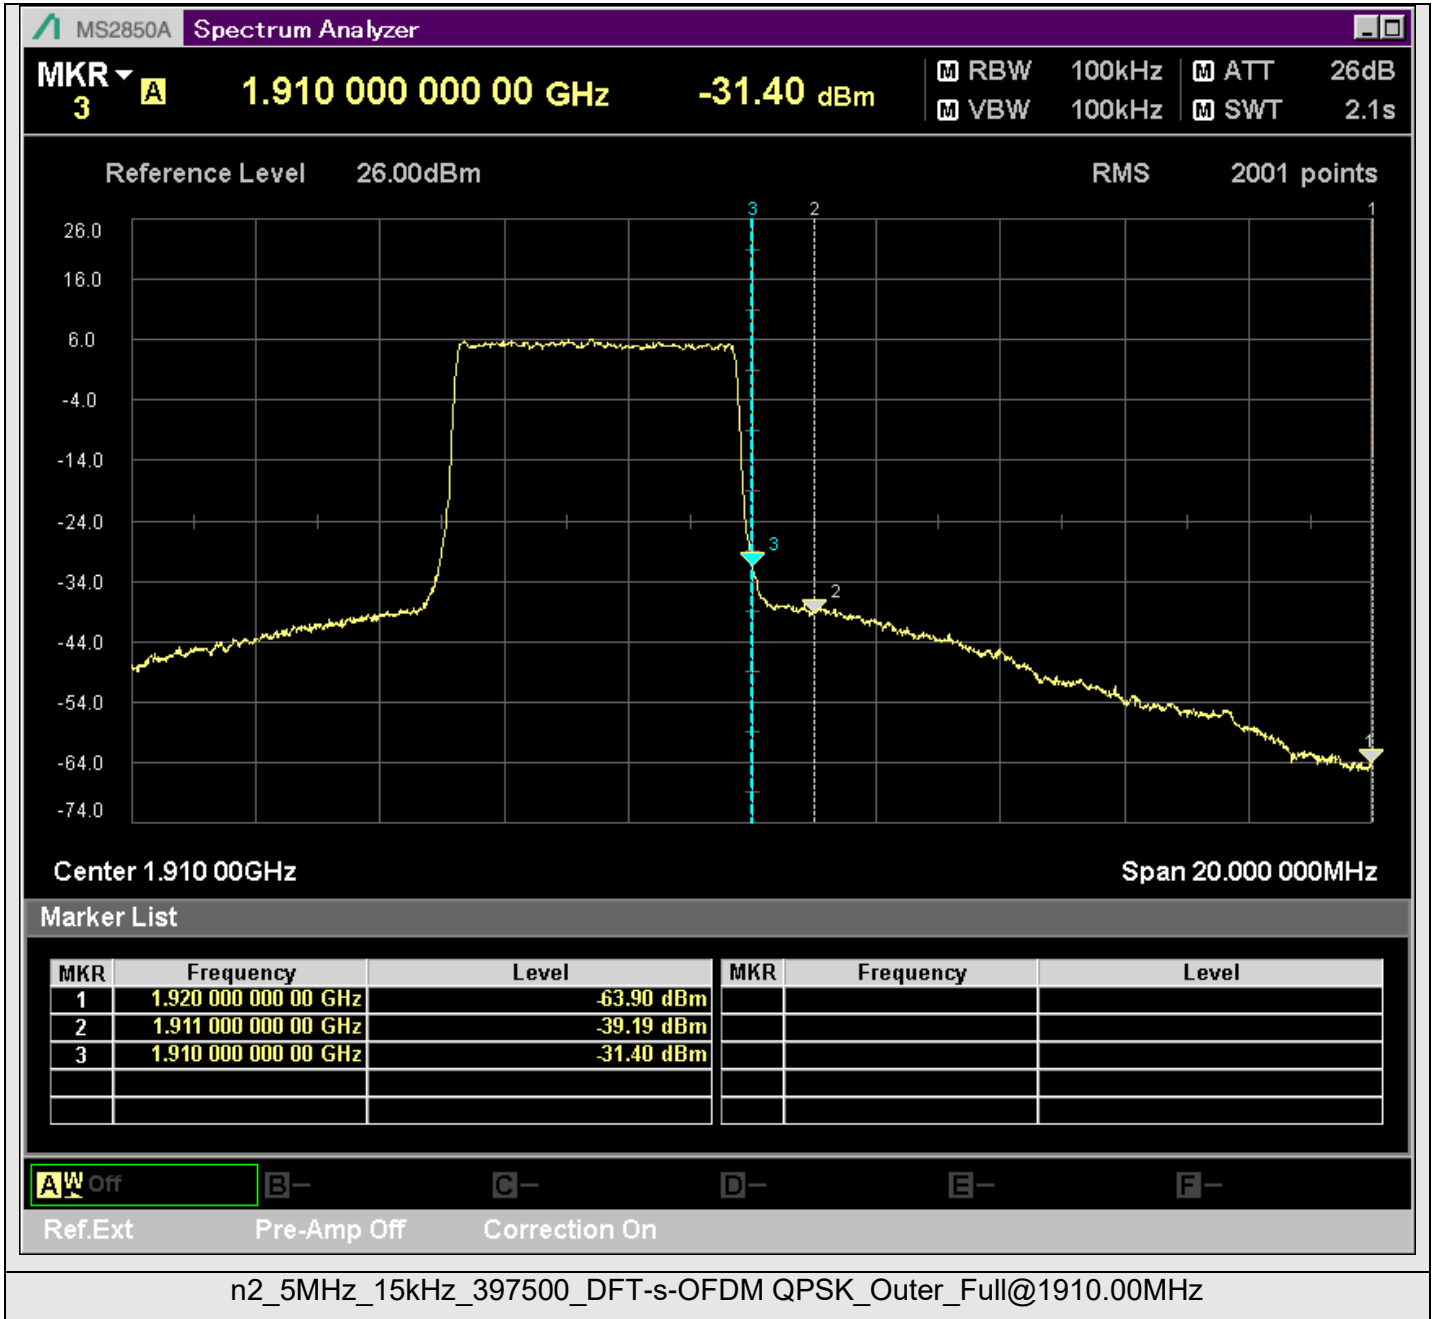 MS2850A Spectrum Analyzer
MKR A 1.910 000 000 00 GHz -31.40 dBm M RBW 100kHz M ATT 26dB
3 M VBW 100kHz M SWT 2.1s
Reference Level 26.00dBm RMS 2001 points
3 2 1
26.0
16.0
6.0
-4.0
-14.0
-24.0
3
-34.0
2
-44.0
-54.0
1
-64.0
-74.0
Center 1.910 00GHz Span 20.000 000MHz
Marker List
MKR Frequency Level MKR Frequency Level
1 1.920 000 000 00 GHz -63.90 dBm
2 1.911 000 000 00 GHz -39.19 dBm
3 1.910 000 000 00 GHz -31.40 dBm
A W Off B – C – D – E – F –
Ref.Ext Pre-Amp Off Correction On
n2_5MHz_15kHz_397500_DFT-s-OFDM QPSK_Outer_Full@1910.00MHz